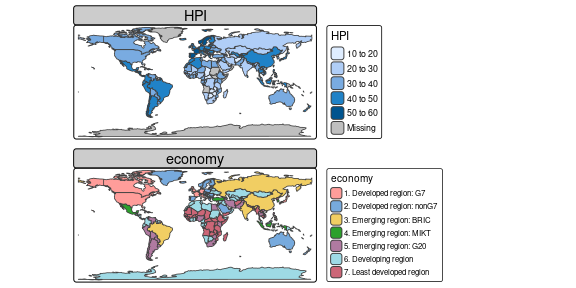 HPI
HPI
10 to 20
20 to 30
30 to 40
40 to 50
50 to 60
Missing
economy
economy
1. Developed region: G7
2. Developed region: nonG7
3. Emerging region: BRIC
4. Emerging region: MIKT
5. Emerging region: G20
6. Developing region
7. Least developed region